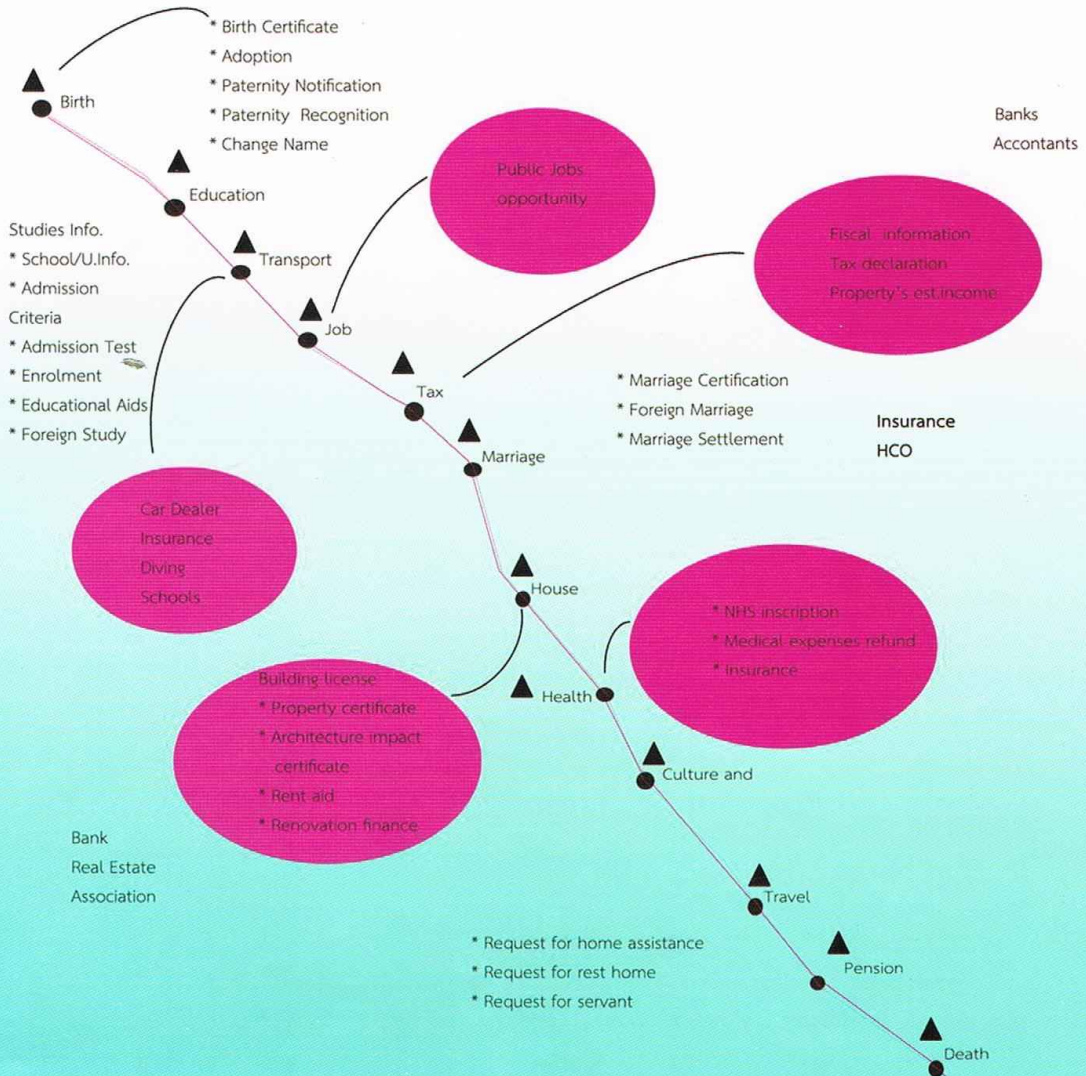 * Birth Certificate
* Adoption
* Paternity Notification
* Paternity Recognition
* Change Name
Birth
Banks
Accontants
Public Jobs
opportunity
Education
Studies Info.
* School/U.Info.
* Admission
Criteria
* Admission Test
* Enrolment
* Educational Aids
* Foreign Study
Transport
Fiscal information
Tax declaration
Property's est.income
Job
Tax
* Marriage Certification
* Foreign Marriage
* Marriage Settlement
Insurance
HCO
Marriage
Car Dealer
Insurance
Diving
Schools
House
* NHS inscription
* Medical expenses refund
* Insurance
Building license
* Property certificate
* Architecture impact
certificate
* Rent aid
* Renovation finance
Health
Culture and
Bank
Real Estate
Association
Travel
* Request for home assistance
* Request for rest home
* Request for servant
Pension
Death